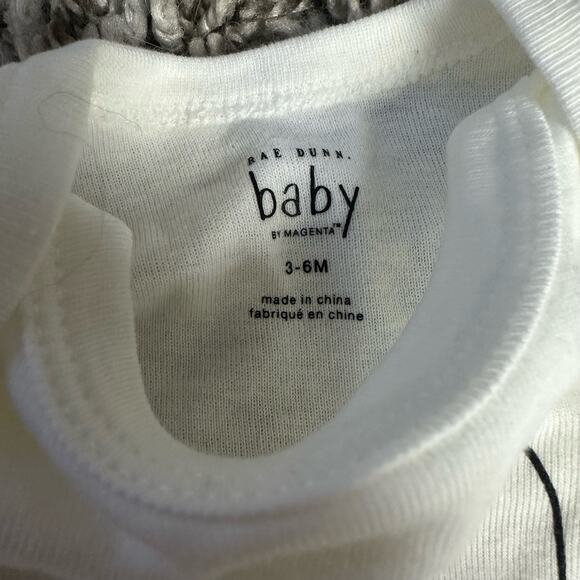 RAE DUNN.
baby
BY MAGENTA™
3-6M
made in china
fabriqué en chine